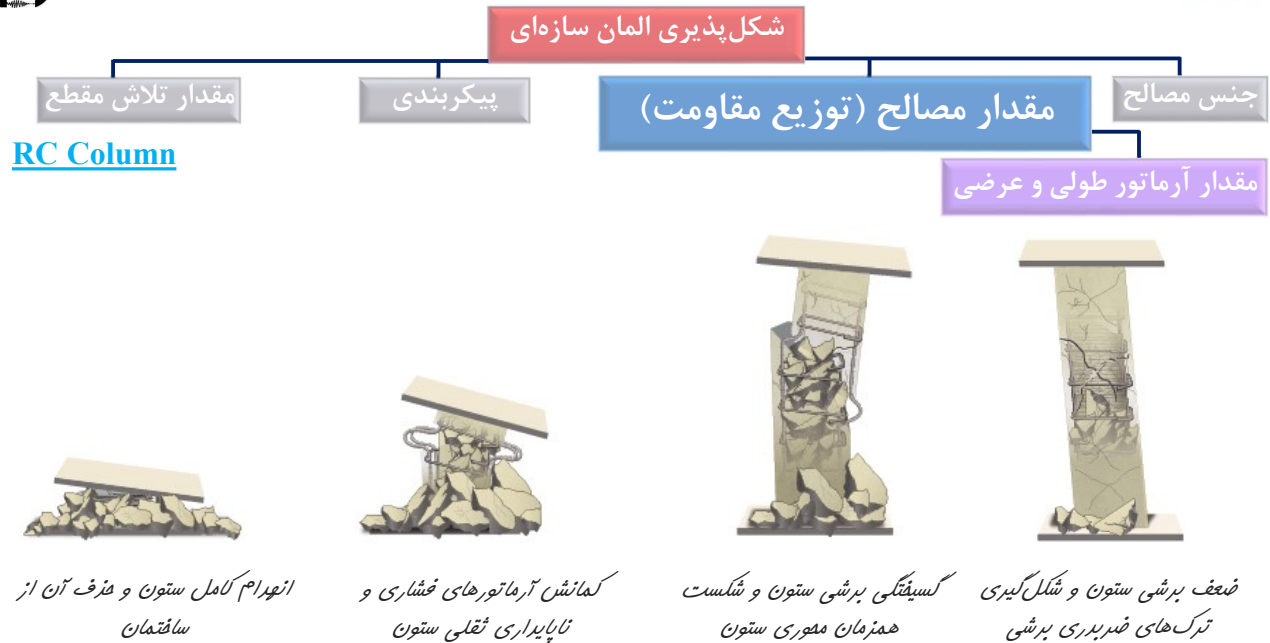 شکل‌پذیری المان سازه‌ای
جنس مصالح
مقدار مصالح (توزیع مقاومت)
پیکربندی
مقدار تلاش مقطع
RC Column
مقدار آرماتور طولی و عرضی
ضعف برشی ستون و شکل‌گیری
ترک‌های ضربدری برشی
گسیختگی برشی ستون و شکست
همزمان محوری ستون
کمانش آرماتورهای فشاری و
ناپایداری ثقلی ستون
انهدام کامل ستون و حذف آن از
ساختمان